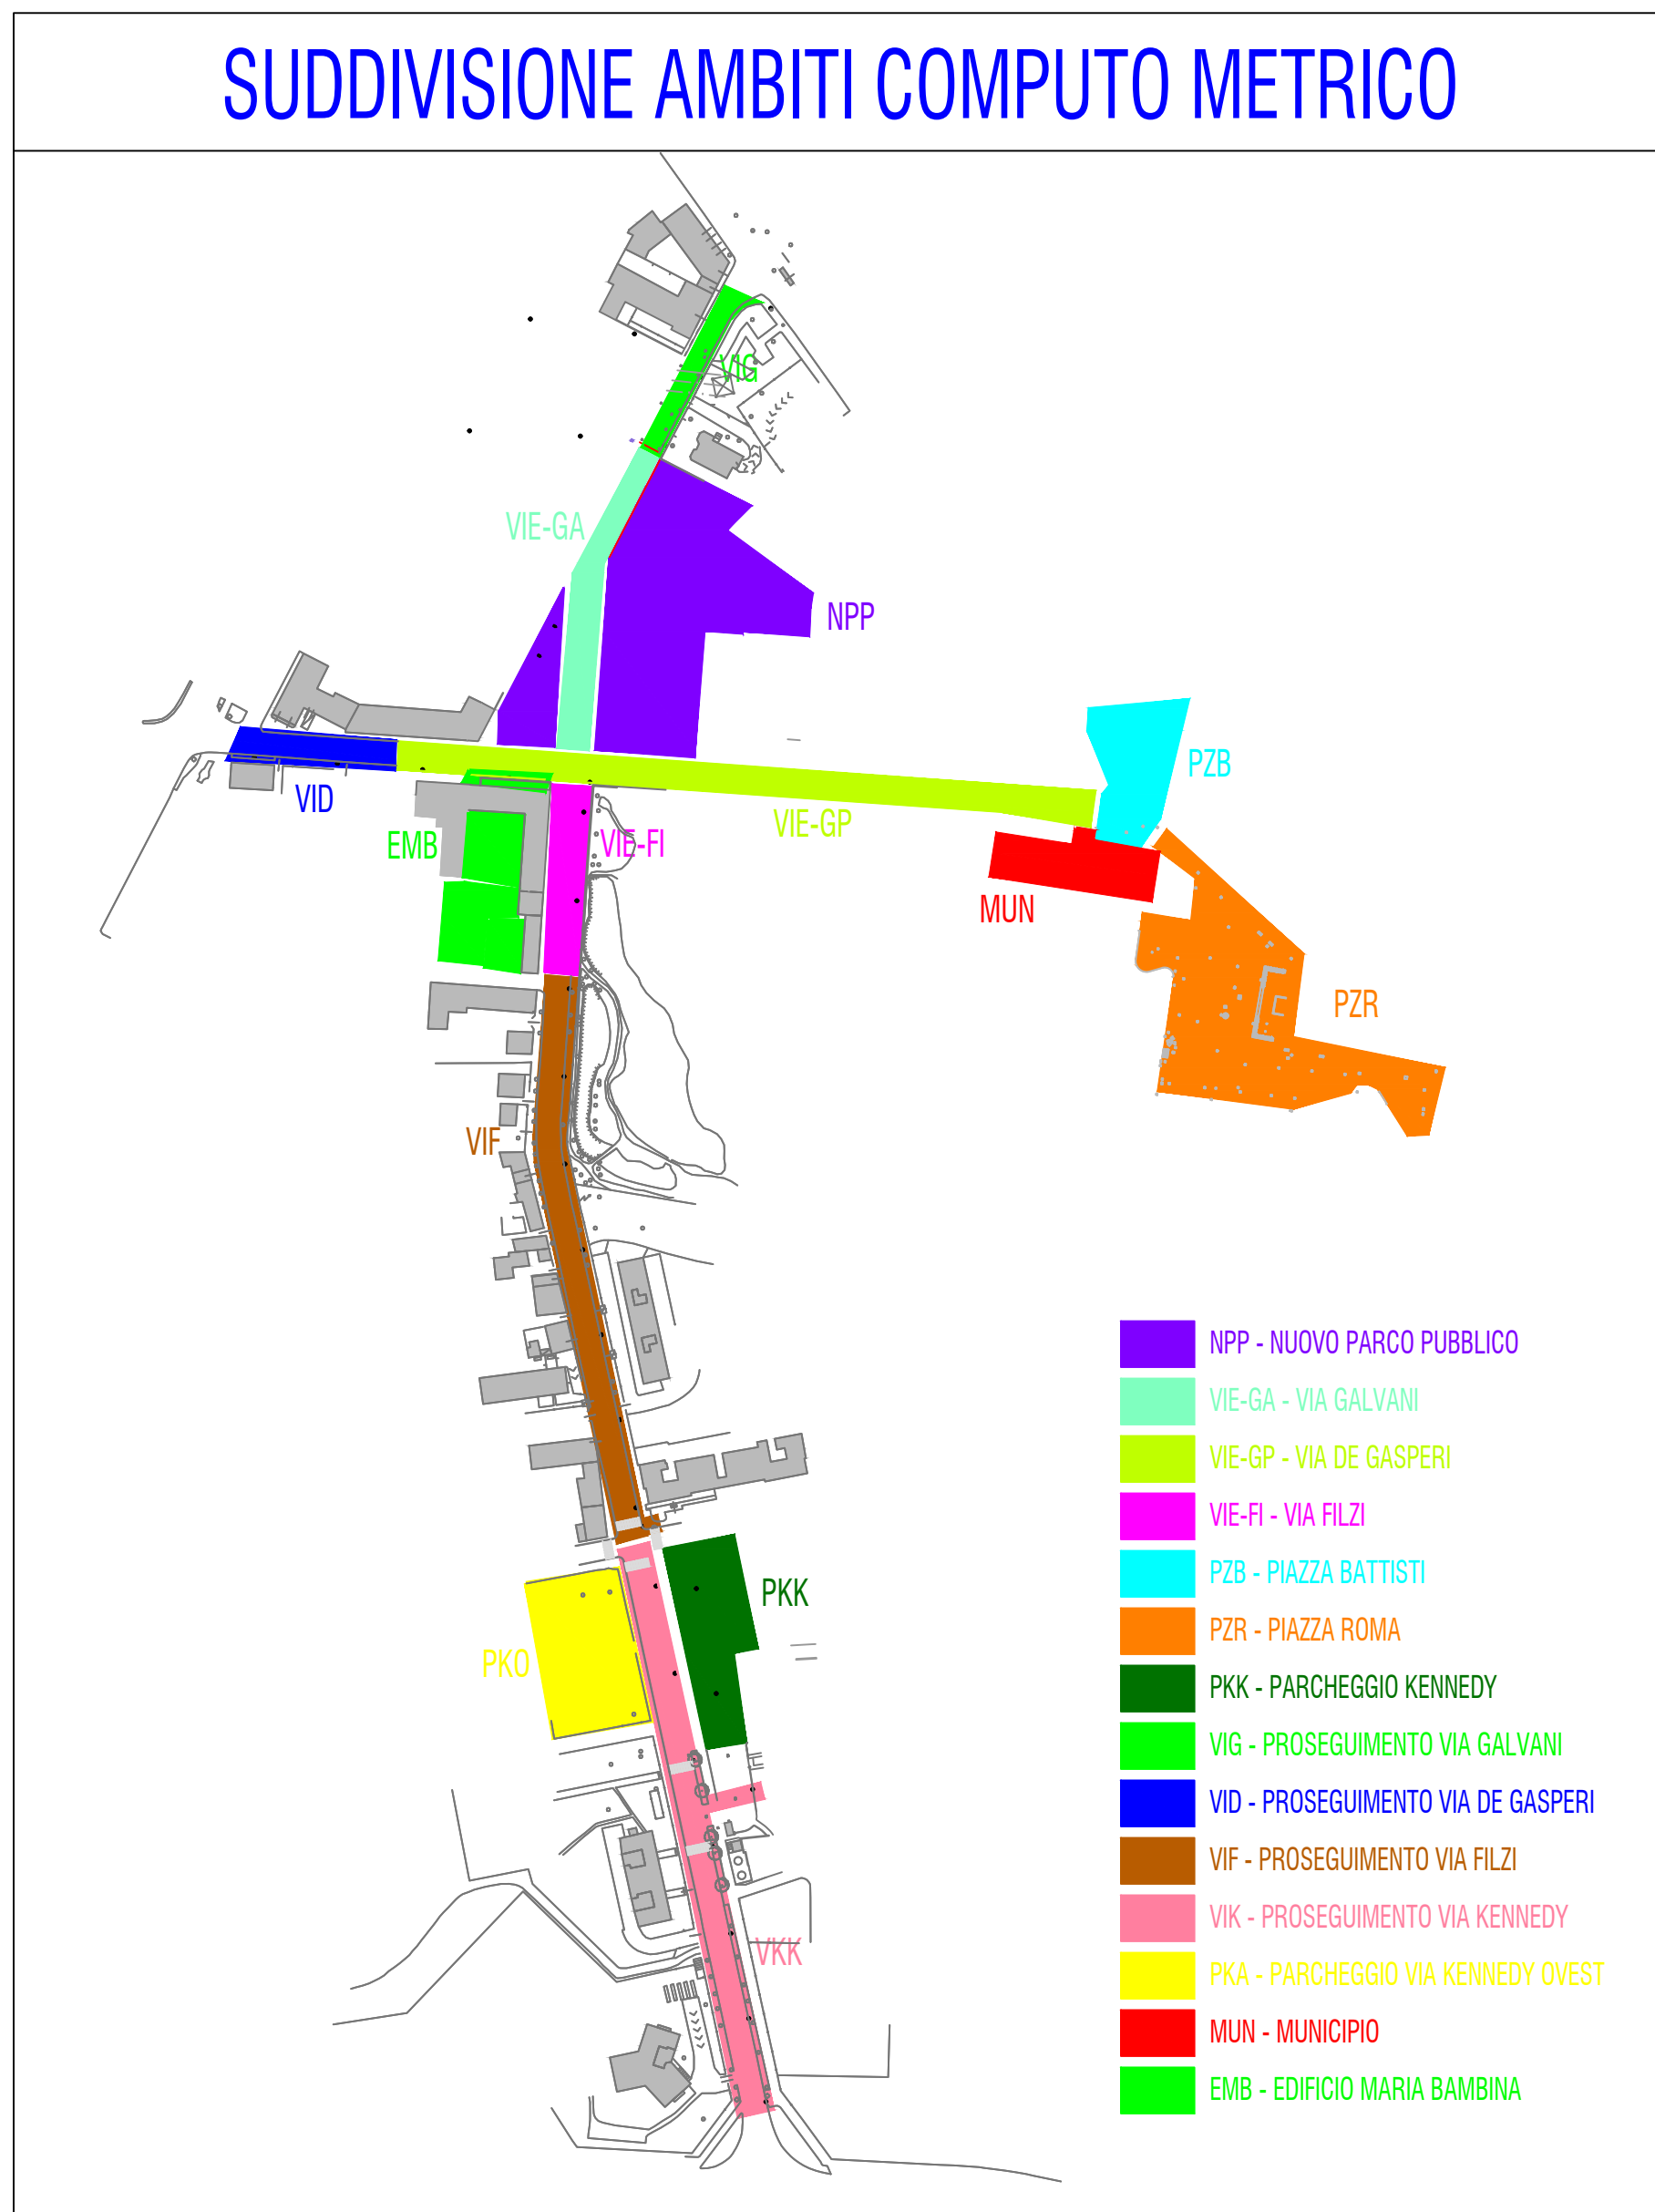 SUDDIVISIONE AMBITI COMPUTO METRICO
VIG
VIE-GA
NPP
PZB
VID
VIE-GP
EMB
VIE-FI
MUN
PZR
VIF
PKK
PKO
VKK
NPP - NUOVO PARCO PUBBLICO
VIE-GA - VIA GALVANI
VIE-GP - VIA DE GASPERI
VIE-FI - VIA FILZI
PZB - PIAZZA BATTISTI
PZR - PIAZZA ROMA
PKK - PARCHEGGIO KENNEDY
VIG - PROSEGUIMENTO VIA GALVANI
VID - PROSEGUIMENTO VIA DE GASPERI
VIF - PROSEGUIMENTO VIA FILZI
VIK - PROSEGUIMENTO VIA KENNEDY
PKA - PARCHEGGIO VIA KENNEDY OVEST
MUN - MUNICIPIO
EMB - EDIFICIO MARIA BAMBINA